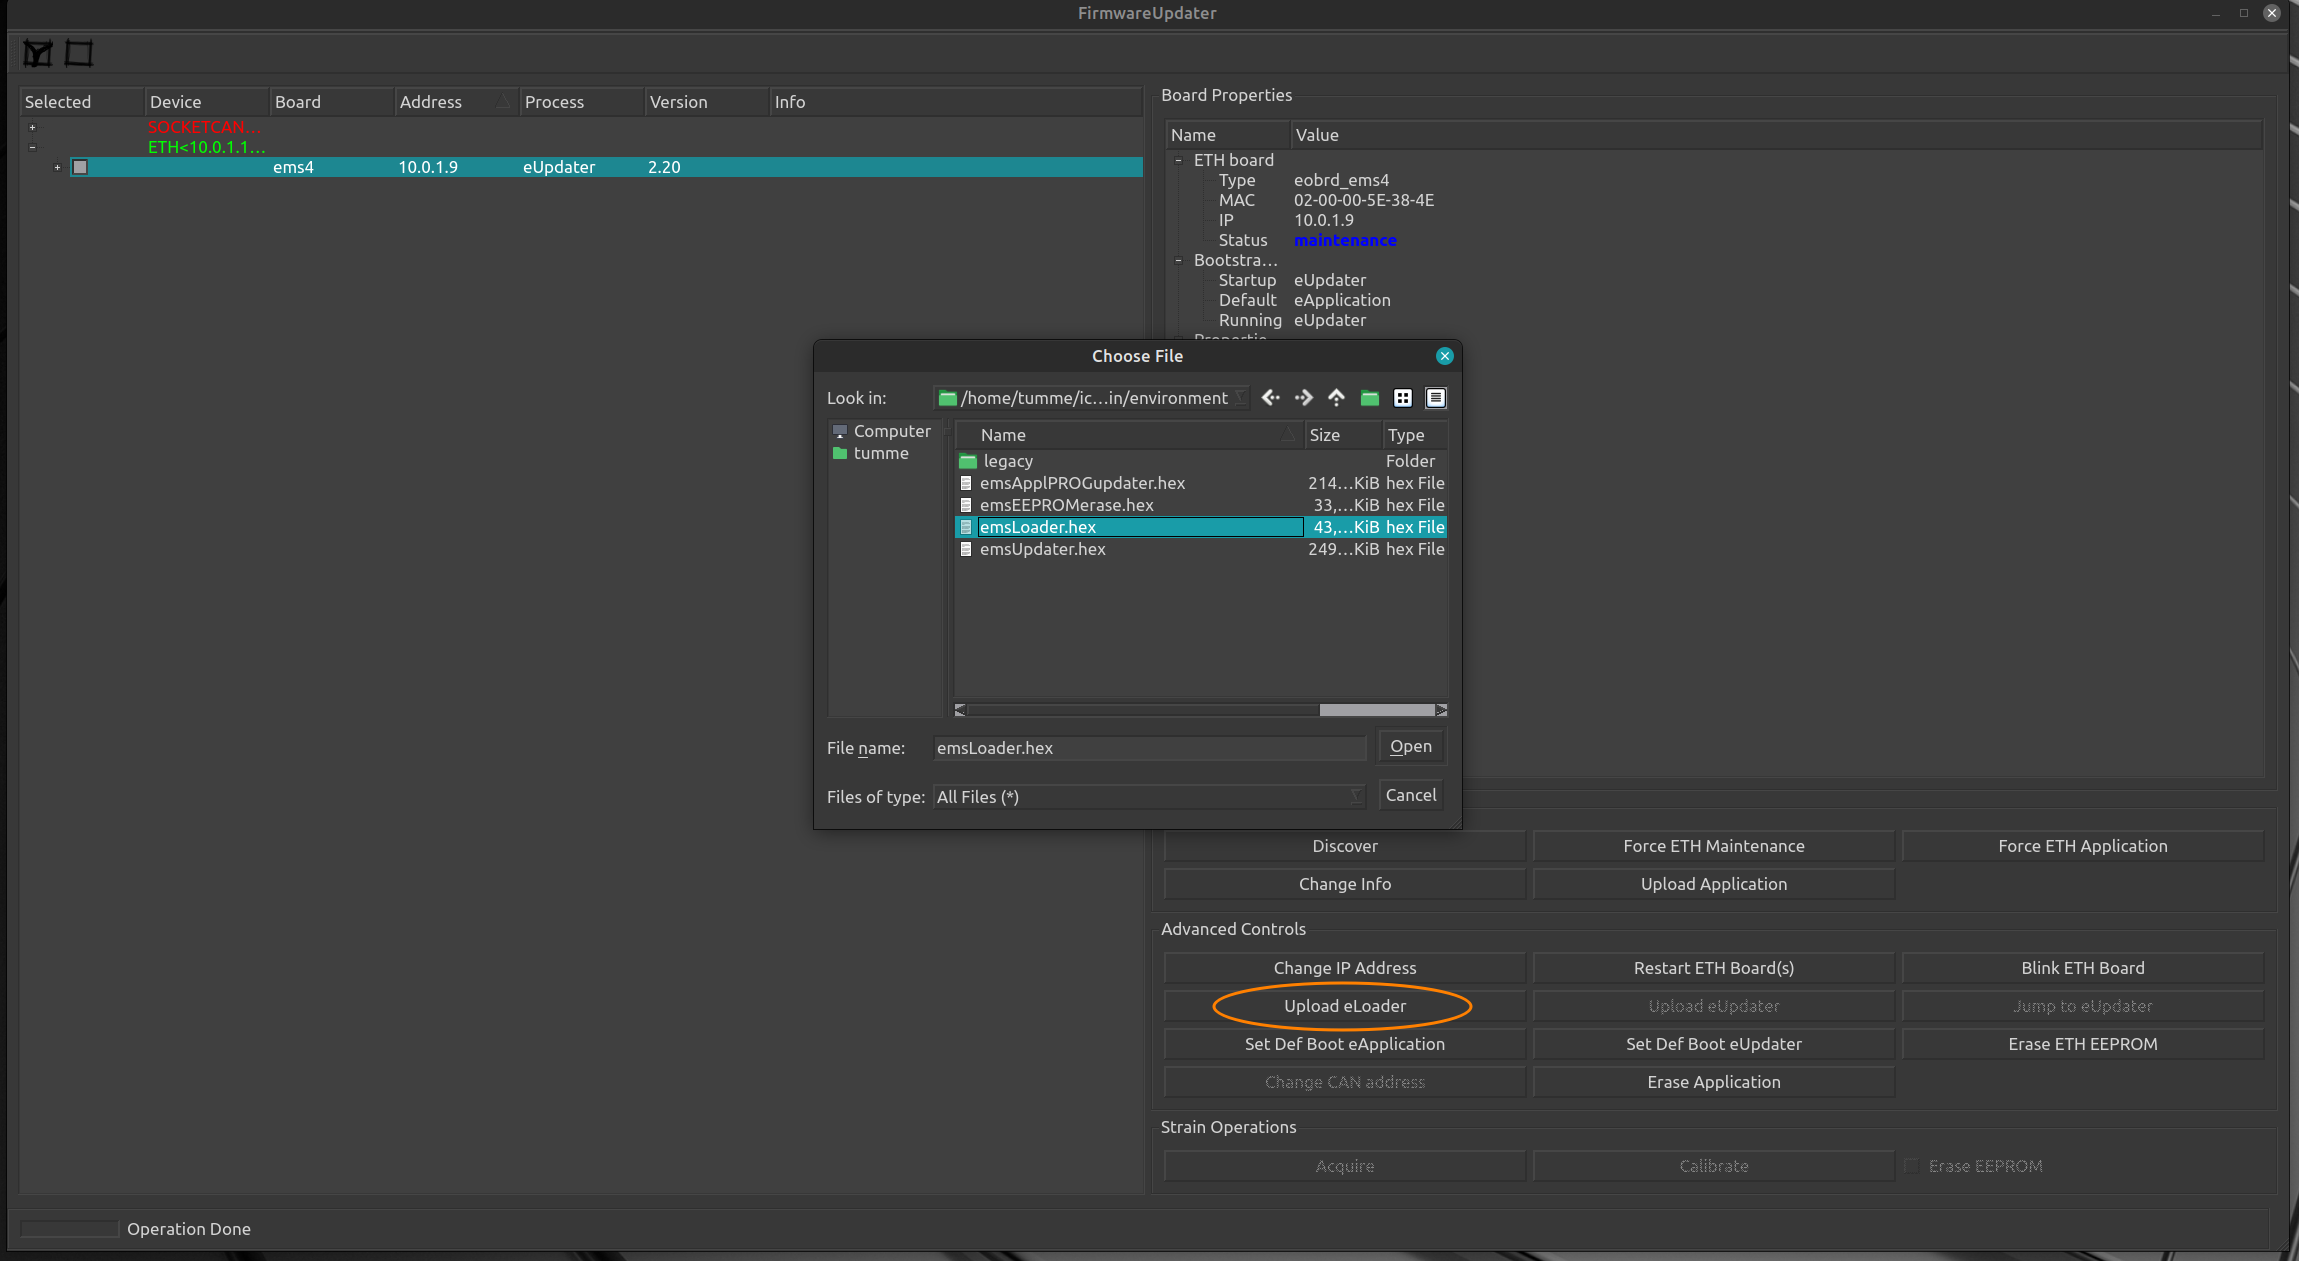 FirmwareUpdater
Selected Device Board Address Process Version Info
SOCKETCAN...
ETH<10.0.1.1...
ems4 10.0.1.9 eUpdater 2.20
Board Properties
Name Value
ETH board
Type eobrd_ems4
MAC 02-00-00-5E-38-4E
IP 10.0.1.9
Status maintenance
Bootstra...
Startup eUpdater
Default eApplication
Running eUpdater
Choose File
Look in: /home/tumme/ic...in/environment
Computer
tumme
Name Size Type
legacy Folder
emsApplPROGupdater.hex 214...KiB hex File
emsEEPROMerase.hex 33,...KiB hex File
emsLoader.hex 43,...KiB hex File
emsUpdater.hex 249...KiB hex File
File name: emsLoader.hex Open
Files of type: All Files (*) Cancel
Discover Force ETH Maintenance Force ETH Application
Change Info Upload Application
Advanced Controls
Change IP Address Restart ETH Board(s) Blink ETH Board
Upload eLoader Upload eUpdater Jump to eUpdater
Set Def Boot eApplication Set Def Boot eUpdater Erase ETH EEPROM
Change CAN address Erase Application
Strain Operations
Acquire Calibrate Erase EEPROM
Operation Done